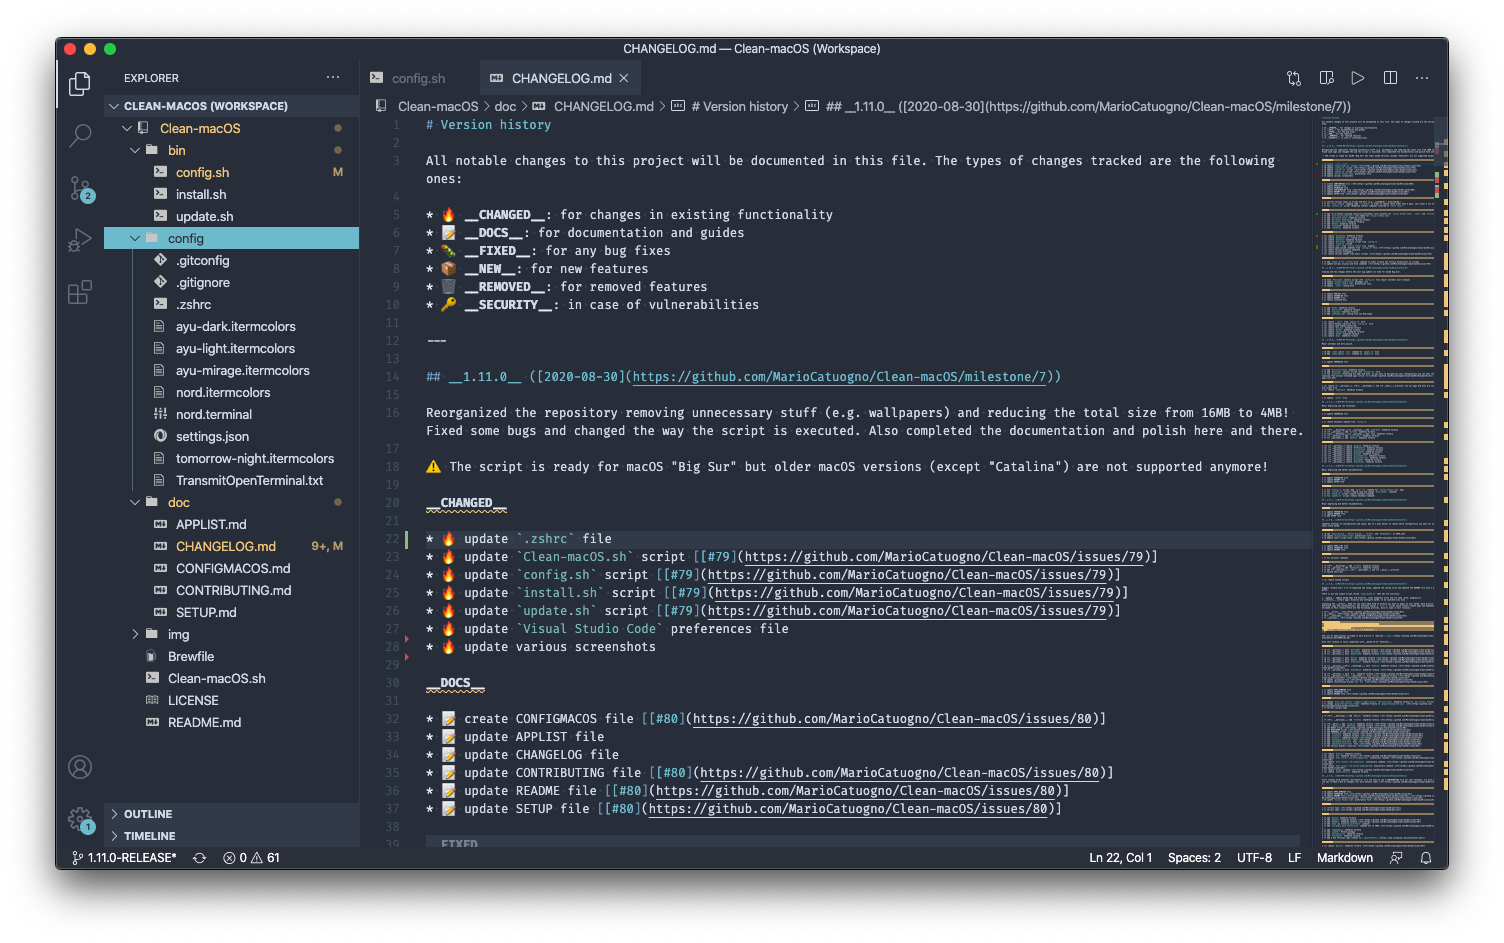 CHANGELOG.md — Clean-macOS (Workspace)
EXPLORER
CLEAN-MACOS (WORKSPACE)
Clean-macOS
bin
config.sh M
install.sh
update.sh
config
.gitconfig
.gitignore
.zshrc
ayu-dark.itermcolors
ayu-light.itermcolors
ayu-mirage.itermcolors
nord.itermcolors
nord.terminal
settings.json
tomorrow-night.itermcolors
TransmitOpenTerminal.txt
doc
APPLIST.md
CHANGELOG.md 9+, M
CONFIGMACOS.md
CONTRIBUTING.md
SETUP.md
img
Brewfile
Clean-macOS.sh
LICENSE
README.md
OUTLINE
TIMELINE
2
1
config.sh CHANGELOG.md
Clean-macOS > doc > CHANGELOG.md > # Version history > ## __1.11.0__ ([2020-08-30](https://github.com/MarioCatuogno/Clean-macOS/milestone/7))
1 # Version history
2
3 All notable changes to this project will be documented in this file. The types of changes tracked are the following
ones:
4
5 * 🔥 __CHANGED__: for changes in existing functionality
6 * 📝 __DOCS__: for documentation and guides
7 * 🐛 __FIXED__: for any bug fixes
8 * 📦 __NEW__: for new features
9 * 🗑 __REMOVED__: for removed features
10 * 🔑 __SECURITY__: in case of vulnerabilities
11
12 ---
13
14 ## __1.11.0__ ([2020-08-30](https://github.com/MarioCatuogno/Clean-macOS/milestone/7))
15
16 Reorganized the repository removing unnecessary stuff (e.g. wallpapers) and reducing the total size from 16MB to 4MB!
Fixed some bugs and changed the way the script is executed. Also completed the documentation and polish here and there.
17
18 ⚠️ The script is ready for macOS "Big Sur" but older macOS versions (except "Catalina") are not supported anymore!
19
20 __CHANGED__
21
22 * 🔥 update `.zshrc` file
23 * 🔥 update `Clean-macOS.sh` script [[#79](https://github.com/MarioCatuogno/Clean-macOS/issues/79)]
24 * 🔥 update `config.sh` script [[#79](https://github.com/MarioCatuogno/Clean-macOS/issues/79)]
25 * 🔥 update `install.sh` script [[#79](https://github.com/MarioCatuogno/Clean-macOS/issues/79)]
26 * 🔥 update `update.sh` script [[#79](https://github.com/MarioCatuogno/Clean-macOS/issues/79)]
27 * 🔥 update `Visual Studio Code` preferences file
28 * 🔥 update various screenshots
29
30 __DOCS__
31
32 * 📝 create CONFIGMACOS file [[#80](https://github.com/MarioCatuogno/Clean-macOS/issues/80)]
33 * 📝 update APPLIST file
34 * 📝 update CHANGELOG file
35 * 📝 update CONTRIBUTING file [[#80](https://github.com/MarioCatuogno/Clean-macOS/issues/80)]
36 * 📝 update README file [[#80](https://github.com/MarioCatuogno/Clean-macOS/issues/80)]
37 * 📝 update SETUP file [[#80](https://github.com/MarioCatuogno/Clean-macOS/issues/80)]
38
39 FIXED
1.11.0-RELEASE* 0 61 Ln 22, Col 1 Spaces: 2 UTF-8 LF Markdown